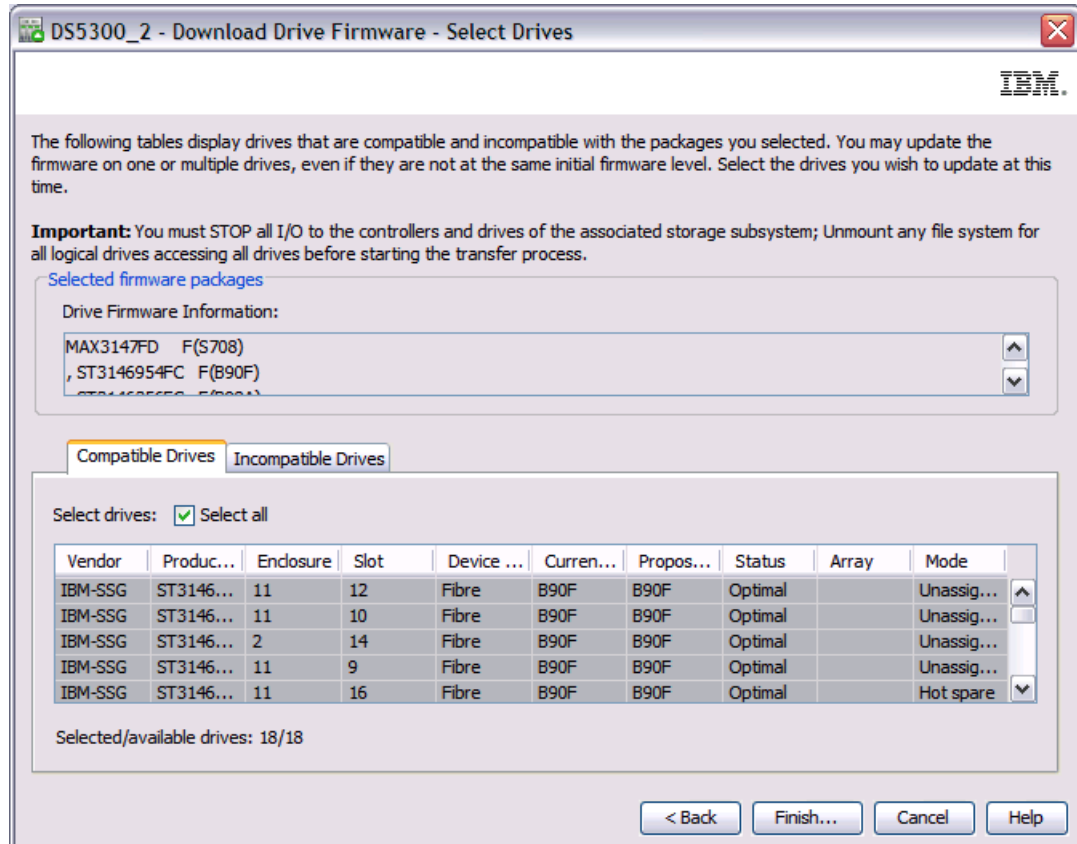 DS5300_2 - Download Drive Firmware - Select Drives
IBM.
The following tables display drives that are compatible and incompatible with the packages you selected. You may update the
firmware on one or multiple drives, even if they are not at the same initial firmware level. Select the drives you wish to update at this
time.
Important: You must STOP all I/O to the controllers and drives of the associated storage subsystem; Unmount any file system for
all logical drives accessing all drives before starting the transfer process.
Selected firmware packages
Drive Firmware Information:
MAX3147FD F(S708)
, ST3146954FC F(B90F)
Compatible Drives Incompatible Drives
Select drives: Select all
Vendor Produc... Enclosure Slot Device ... Curren... Propos... Status Array Mode
IBM-SSG ST3146... 11 12 Fibre B90F B90F Optimal Unassig...
IBM-SSG ST3146... 11 10 Fibre B90F B90F Optimal Unassig...
IBM-SSG ST3146... 2 14 Fibre B90F B90F Optimal Unassig...
IBM-SSG ST3146... 11 9 Fibre B90F B90F Optimal Unassig...
IBM-SSG ST3146... 11 16 Fibre B90F B90F Optimal Hot spare
Selected/available drives: 18/18
< Back Finish... Cancel Help